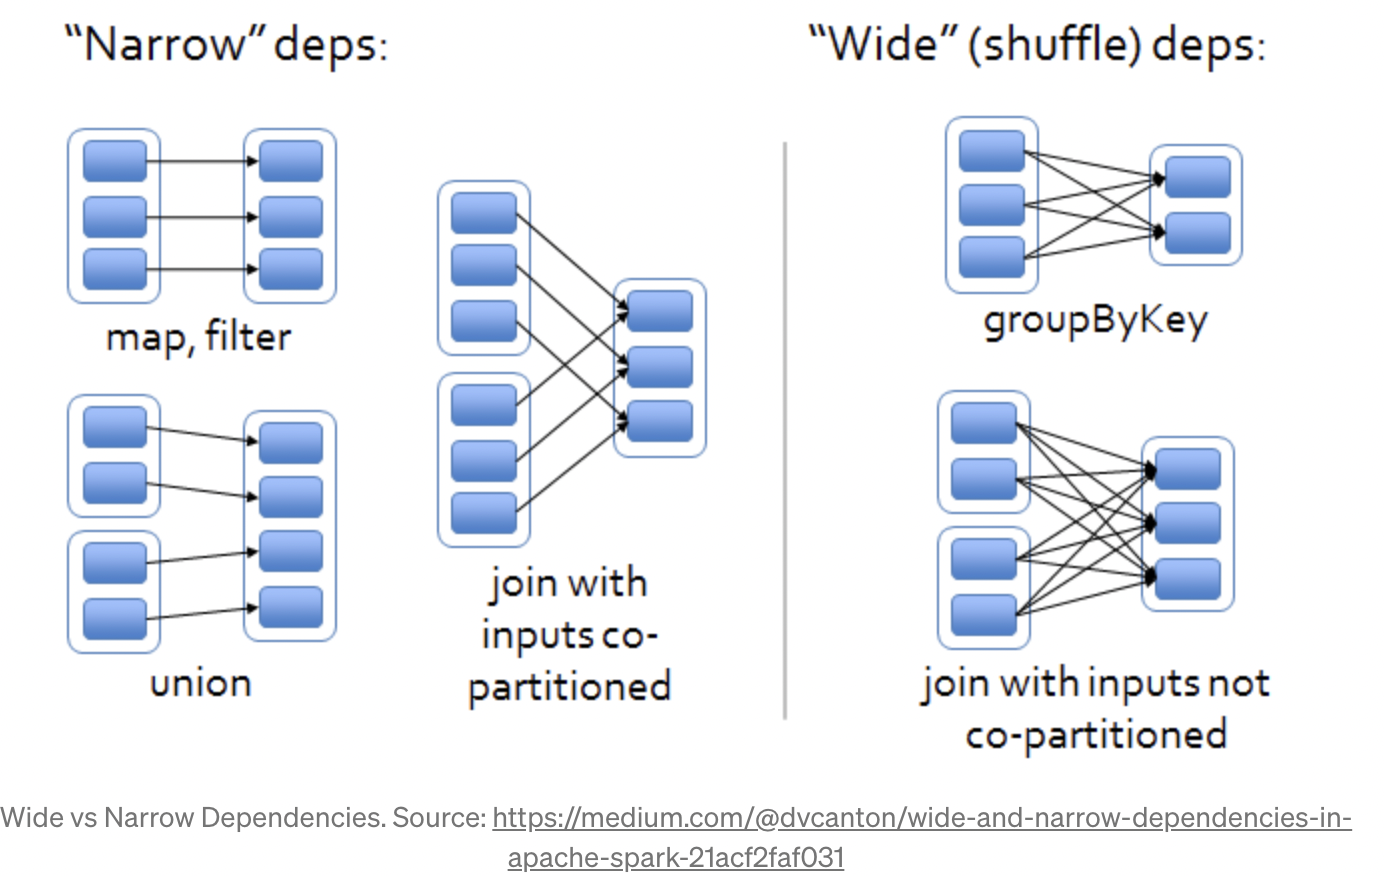 “Narrow” deps:
“Wide” (shuffle) deps:
map, filter
union
join with
inputs co-
partitioned
groupByKey
join with inputs not
co-partitioned
Wide vs Narrow Dependencies. Source: https://medium.com/@dvcanton/wide-and-narrow-dependencies-in-
apache-spark-21acf2faf031